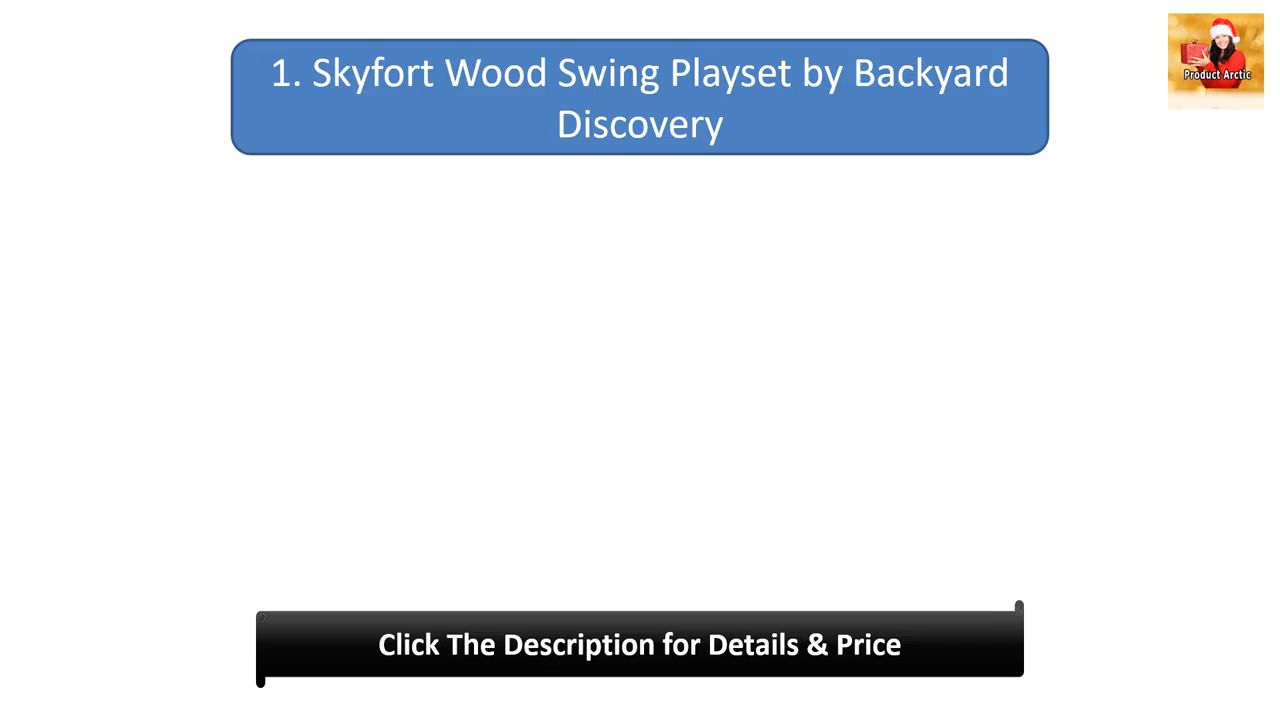 1. Skyfort Wood Swing Playset by Backyard
Discovery
Product Arctic
Click The Description for Details & Price